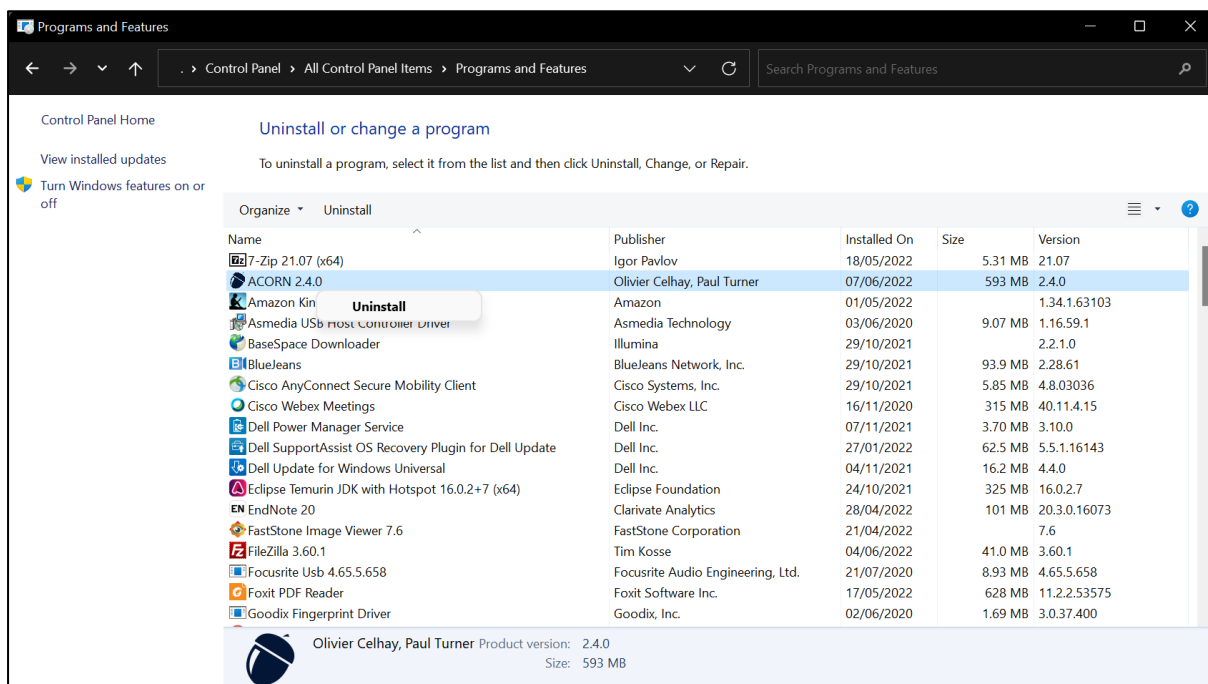 Programs and Features
. › Control Panel › All Control Panel Items › Programs and Features
Search Programs and Features
Control Panel Home
View installed updates
Turn Windows features on or
off
Uninstall or change a program
To uninstall a program, select it from the list and then click Uninstall, Change, or Repair.
Organize Uninstall
Name Publisher Installed On Size Version
7z 7-Zip 21.07 (x64) Igor Pavlov 18/05/2022 5.31 MB 21.07
ACORN 2.4.0 Olivier Celhay, Paul Turner 07/06/2022 593 MB 2.4.0
Amazon Kin Amazon 01/05/2022 1.34.1.63103
Uninstall
Asmedia USB Host Controller Driver Asmedia Technology 03/06/2020 9.07 MB 1.16.59.1
BaseSpace Downloader Illumina 29/10/2021 2.2.1.0
B BlueJeans BlueJeans Network, Inc. 29/10/2021 93.9 MB 2.28.61
Cisco AnyConnect Secure Mobility Client Cisco Systems, Inc. 29/10/2021 5.85 MB 4.8.03036
Cisco Webex Meetings Cisco Webex LLC 16/11/2020 315 MB 40.11.4.15
Dell Power Manager Service Dell Inc. 07/11/2021 3.70 MB 3.10.0
Dell SupportAssist OS Recovery Plugin for Dell Update Dell Inc. 27/01/2022 62.5 MB 5.5.1.16143
Dell Update for Windows Universal Dell Inc. 04/11/2021 16.2 MB 4.4.0
Eclipse Temurin JDK with Hotspot 16.0.2+7 (x64) Eclipse Foundation 24/10/2021 325 MB 16.0.2.7
EN EndNote 20 Clarivate Analytics 28/04/2022 101 MB 20.3.0.16073
FastStone Image Viewer 7.6 FastStone Corporation 21/04/2022 7.6
Fz FileZilla 3.60.1 Tim Kosse 04/06/2022 41.0 MB 3.60.1
Focusrite Usb 4.65.5.658 Focusrite Audio Engineering, Ltd. 21/07/2020 8.93 MB 4.65.5.658
Foxit PDF Reader Foxit Software Inc. 17/05/2022 628 MB 11.2.2.53575
Goodix Fingerprint Driver Goodix, Inc. 02/06/2020 1.69 MB 3.0.37.400
Olivier Celhay, Paul Turner Product version: 2.4.0
Size: 593 MB